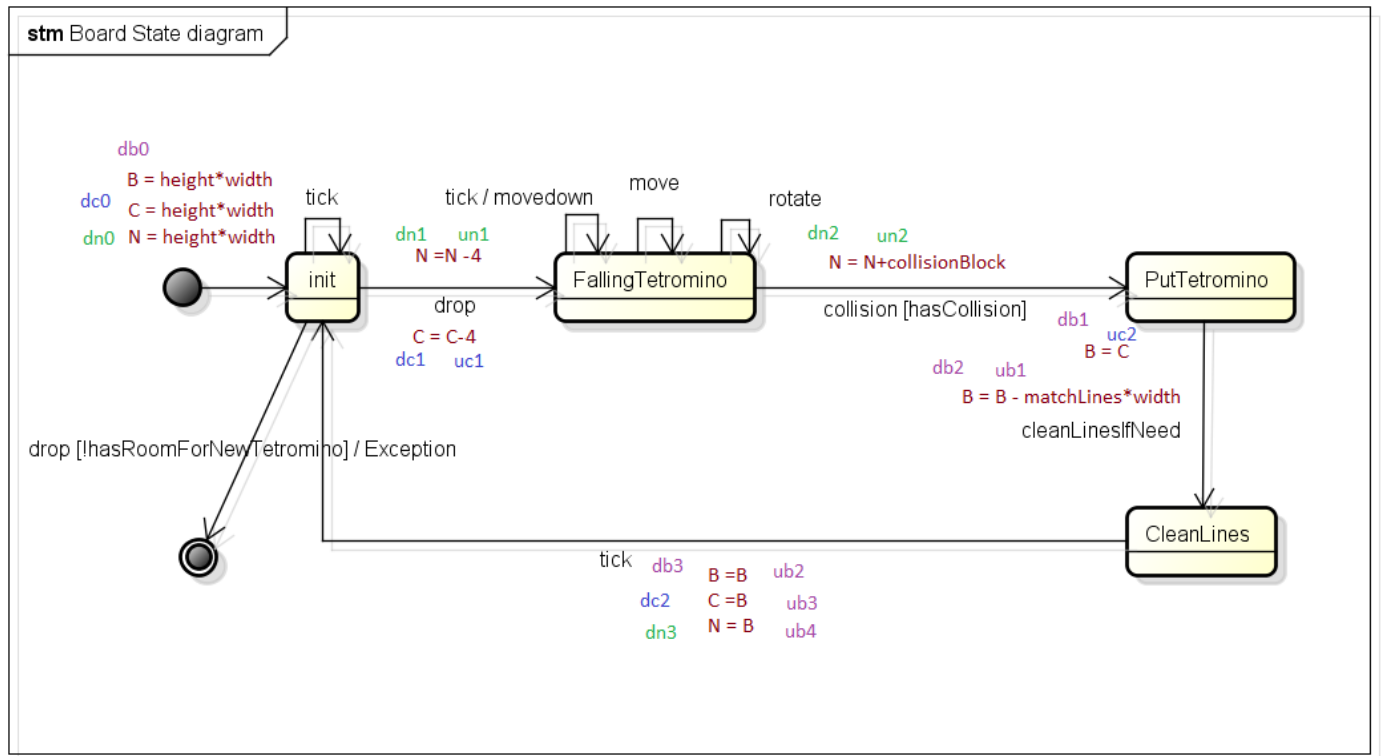 stm Board State diagram
db0
B = height*width
dc0
C = height*width
dn0
N = height*width
tick
tick / movedown
move
rotate
dn1 un1
N =N -4
dn2 un2
N = N+collisionBlock
init
FallingTetromino
PutTetromino
drop
C = C-4
dc1 uc1
collision [hasCollision]
db1
uc2
B = C
db2 ub1
B = B - matchLines*width
cleanLinesIfNeed
drop [!hasRoomForNewTetromino] / Exception
CleanLines
tick
db3 B =B ub2
dc2 C =B ub3
dn3 N = B ub4